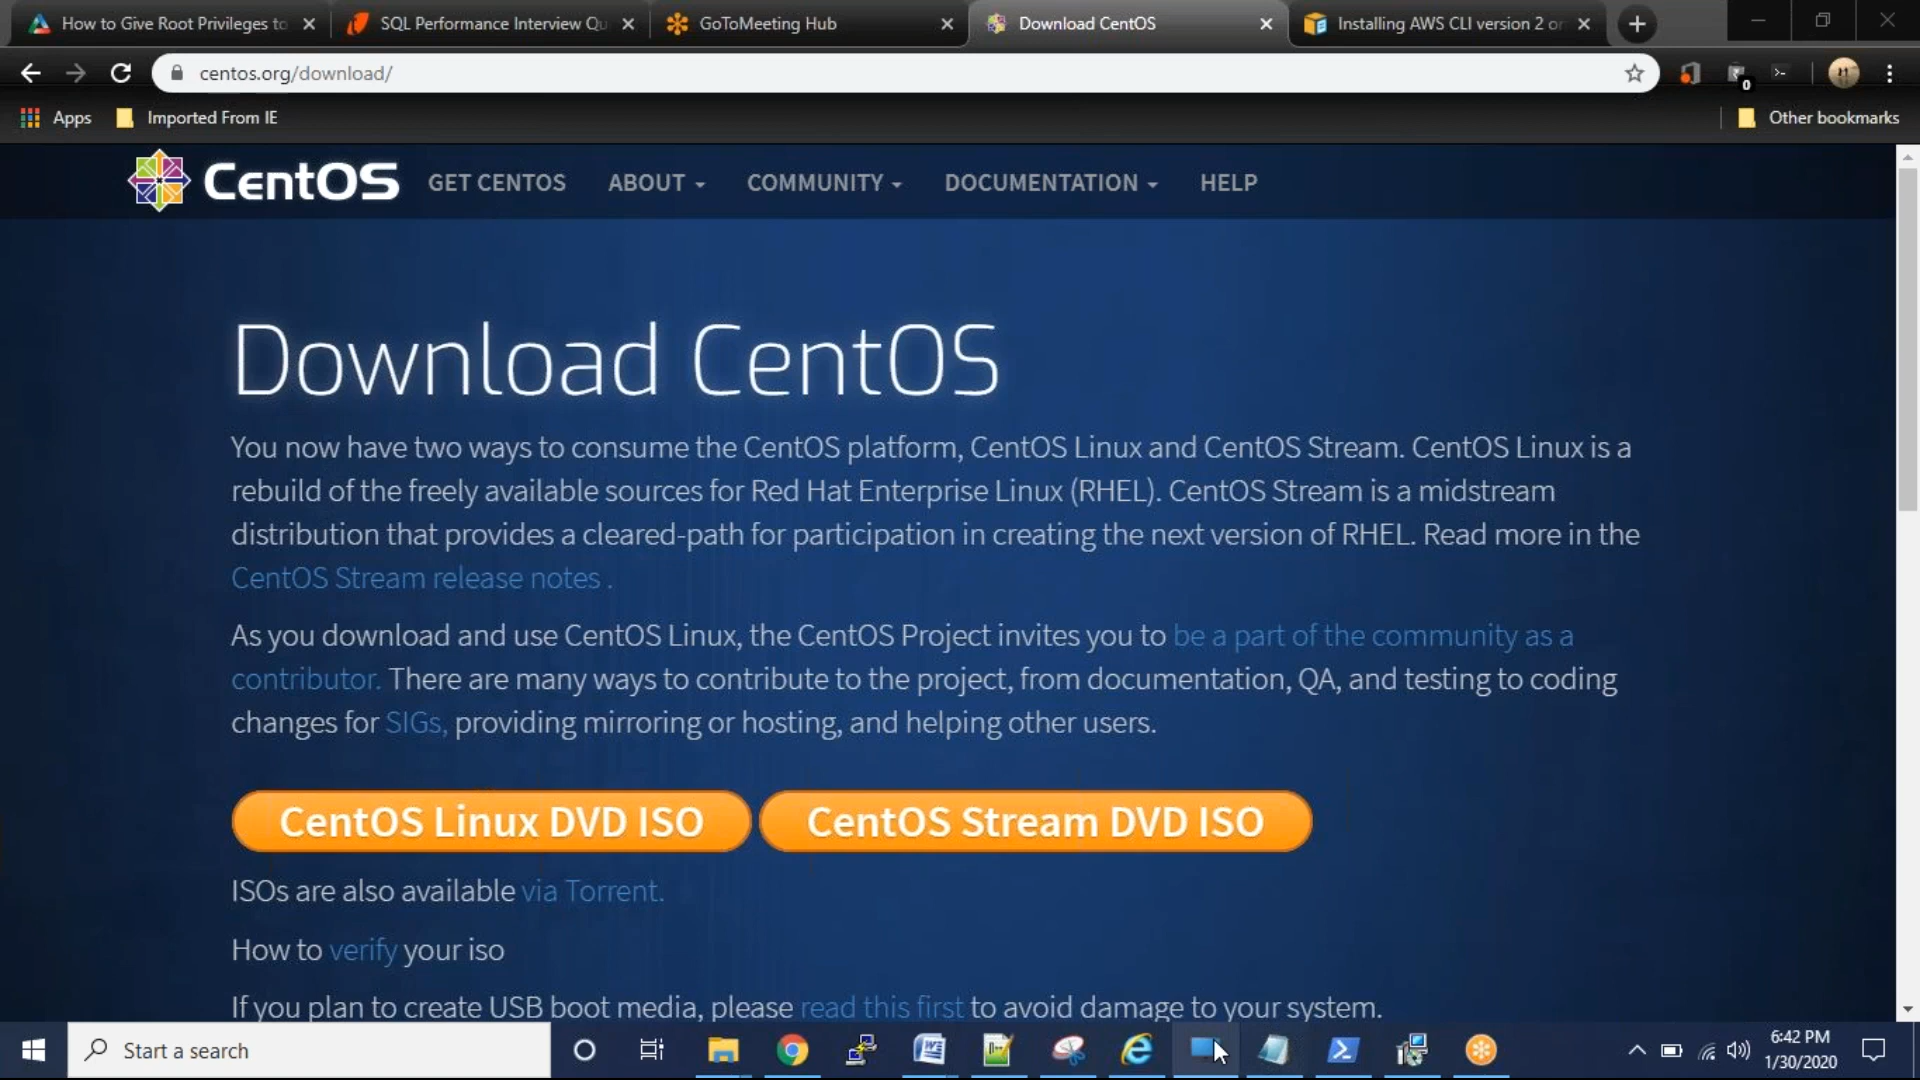 How to Give Root Privileges to
SQL Performance Interview Qu
GoToMeeting Hub
Download CentOS
Installing AWS CLI version 2 on
centos.org/download/
0
Apps
Imported From IE
Other bookmarks
CentOS
GET CENTOS
ABOUT
COMMUNITY
DOCUMENTATION
HELP
Download CentOS
You now have two ways to consume the CentOS platform, CentOS Linux and CentOS Stream. CentOS Linux is a
rebuild of the freely available sources for Red Hat Enterprise Linux (RHEL). CentOS Stream is a midstream
distribution that provides a cleared-path for participation in creating the next version of RHEL. Read more in the
CentOS Stream release notes .
As you download and use CentOS Linux, the CentOS Project invites you to be a part of the community as a
contributor. There are many ways to contribute to the project, from documentation, QA, and testing to coding
changes for SIGs, providing mirroring or hosting, and helping other users.
CentOS Linux DVD ISO
CentOS Stream DVD ISO
ISOs are also available via Torrent.
How to verify your iso
If you plan to create USB boot media, please read this first to avoid damage to your system.
Start a search
6:42 PM
1/30/2020